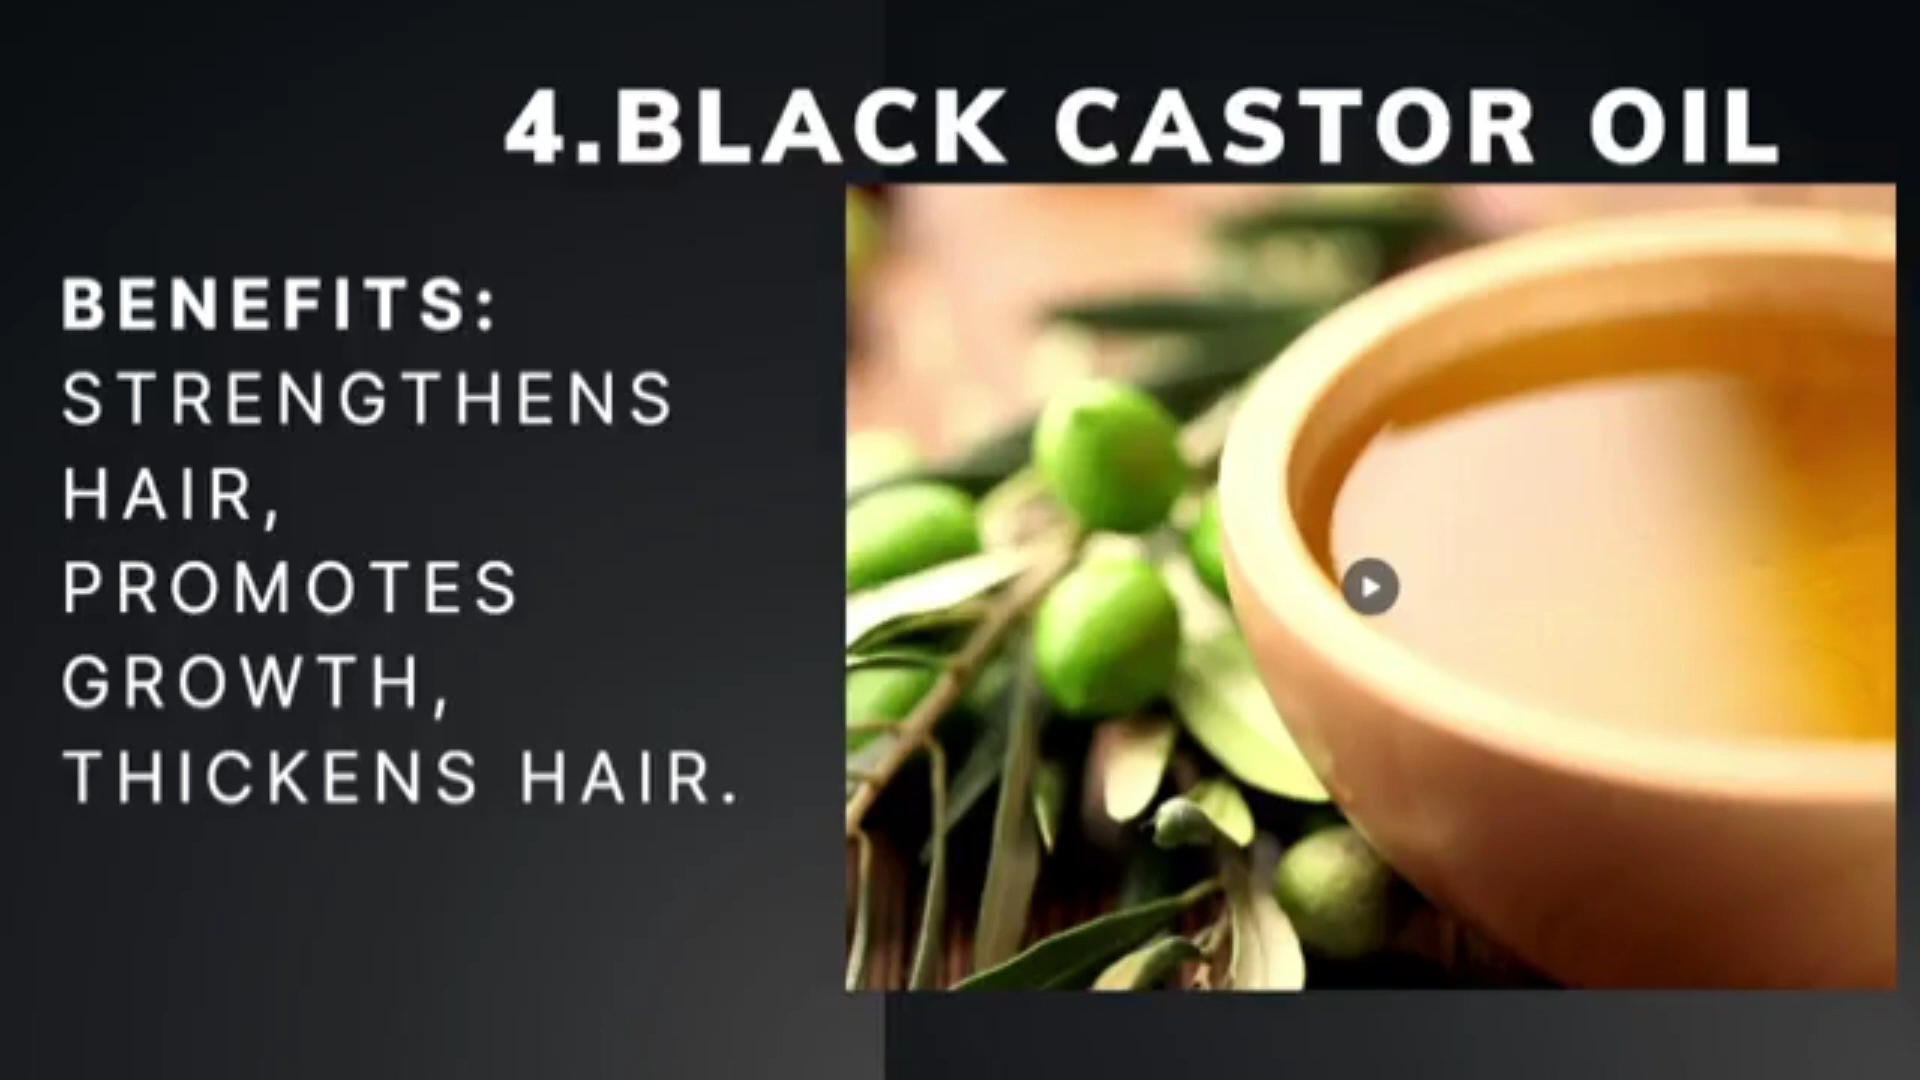 4.BLACK CASTOR OIL
BENEFITS:
STRENGTHENS
HAIR,
PROMOTES
GROWTH,
THICKENS HAIR.